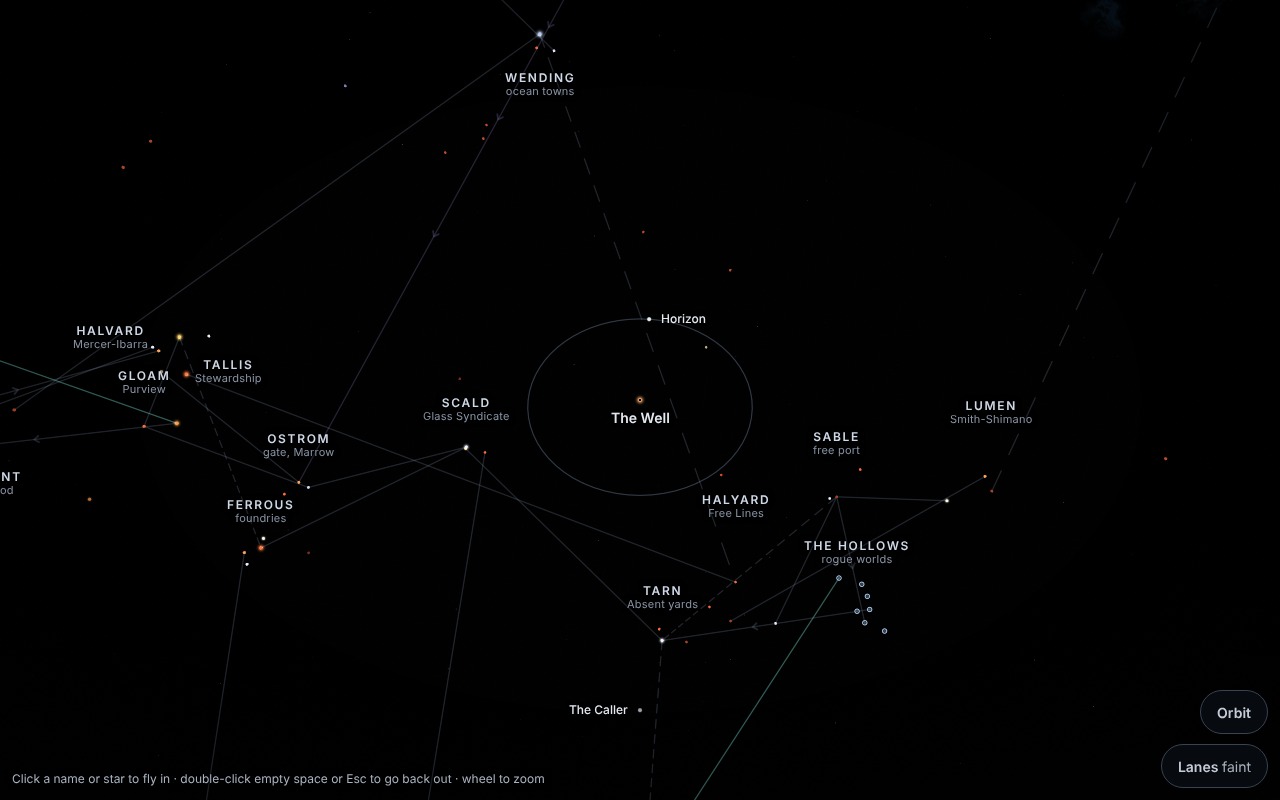 WENDING
ocean towns
Horizon
HALVARD
Mercer-Ibarra
TALLIS
Stewardship
GLOAM
Purview
SCALD
Glass Syndicate
The Well
LUMEN
Smith-Shimano
OSTROM
gate, Marrow
SABLE
free port
NT
od
FERROUS
foundries
HALYARD
Free Lines
THE HOLLOWS
rogue worlds
TARN
Absent yards
The Caller
Orbit
Lanes faint
Click a name or star to fly in · double-click empty space or Esc to go back out · wheel to zoom